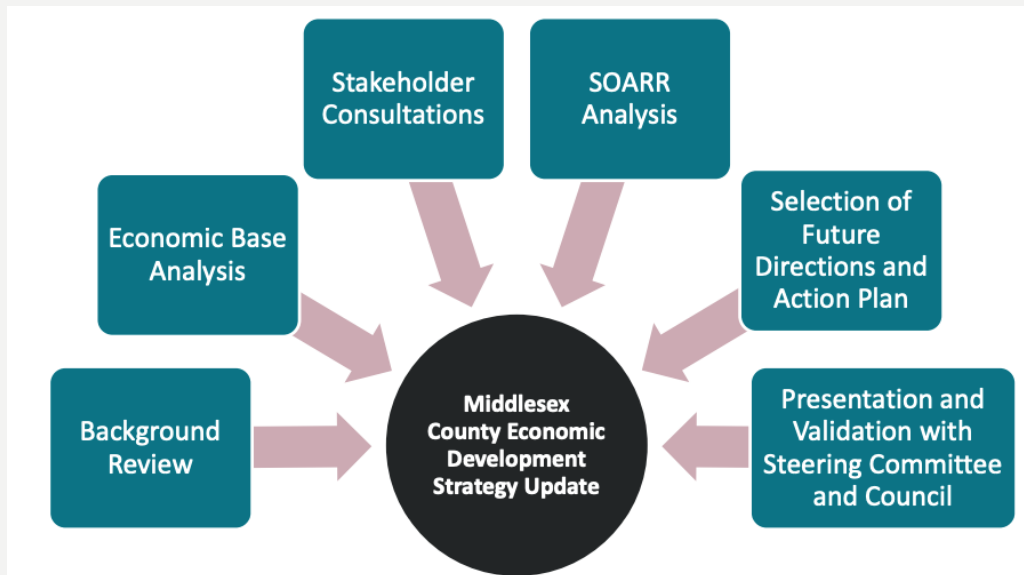 Stakeholder
Consultations
SOARR
Analysis
Economic Base
Analysis
Selection of
Future
Directions and
Action Plan
Background
Review
Middlesex
County Economic
Development
Strategy Update
Presentation and
Validation with
Steering Committee
and Council